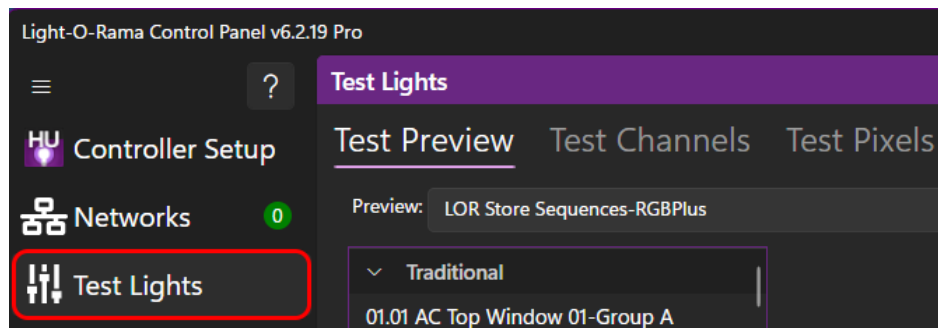 Light-O-Rama Control Panel v6.2.19 Pro
?
Test Lights
HU Controller Setup
Test Preview Test Channels Test Pixels
Networks 0
Preview: LOR Store Sequences-RGBPlus
Test Lights
Traditional
01.01 AC Top Window 01-Group A